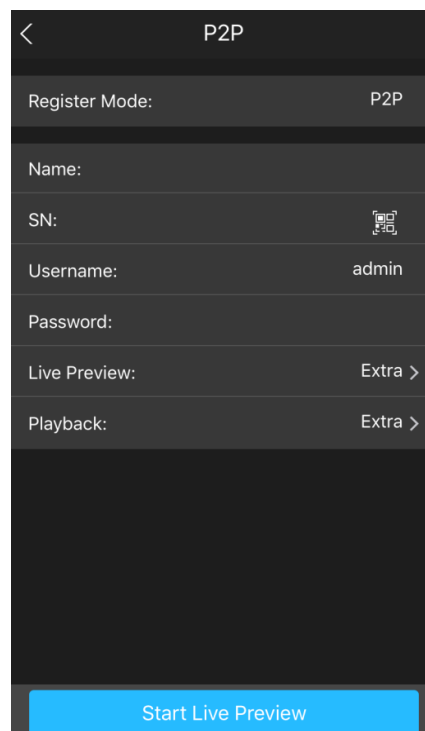 P2P
Register Mode: P2P
Name:
SN:
Username: admin
Password:
Live Preview: Extra
Playback: Extra
Start Live Preview